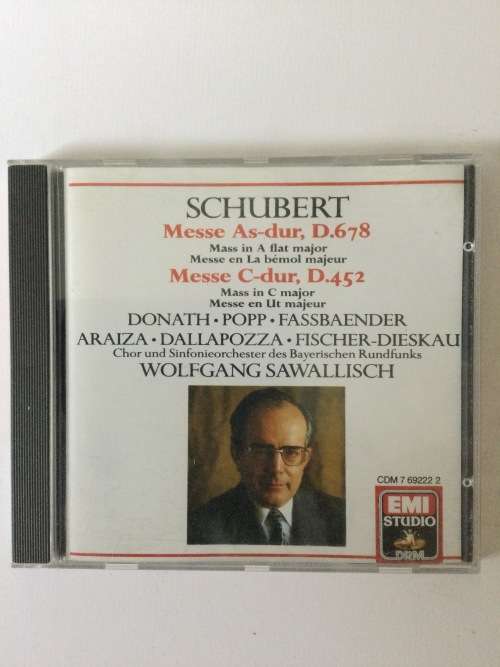 SCHUBERT
Messe As-dur, D.678
Mass in A flat major
Messe en La bémol majeur
Messe C-dur, D.452
Mass in C major
Messe en Ut majeur
DONATH · POPP · FASSBAENDER
ARAIZA · DALLAPOZZA · FISCHER-DIESKAU
Chor und Sinfonieorchester des Bayerischen Rundfunks
WOLFGANG SAWALLISCH
CDM 7 69222 2
EMI
STUDIO
DRM